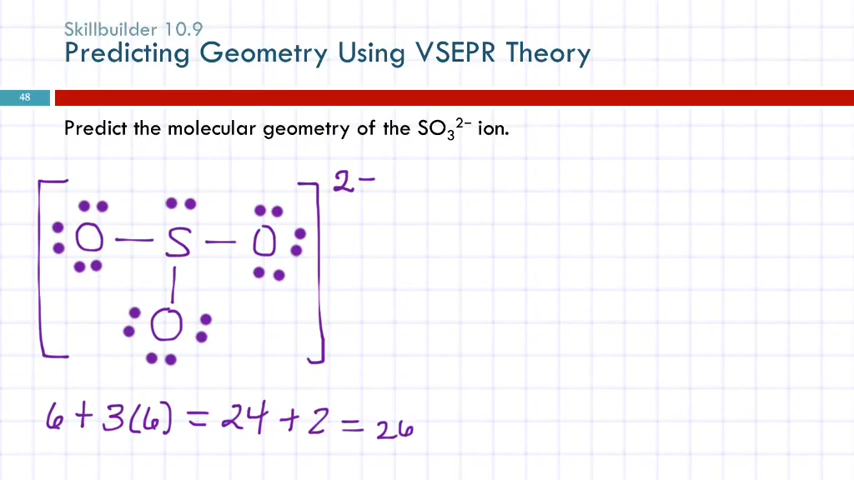 Skillbuilder 10.9
Predicting Geometry Using VSEPR Theory
48
Predict the molecular geometry of the SO₃²⁻ ion.
2−
O — S — O
O
6 + 3(6) = 24 + 2 = 26